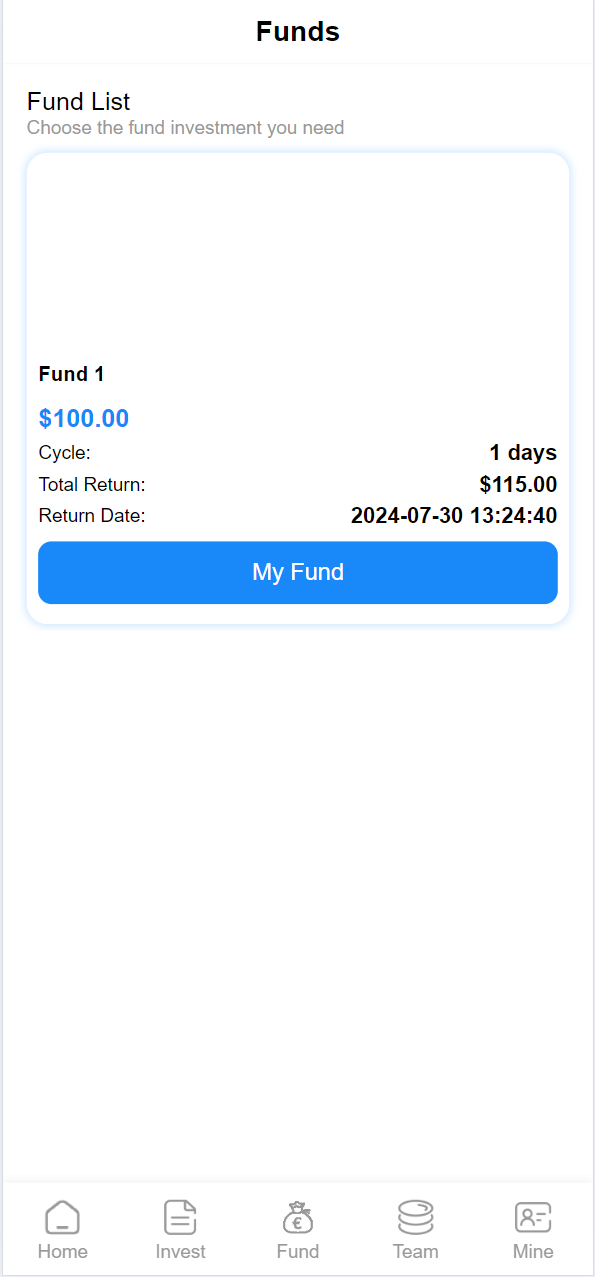 Funds
Fund List
Choose the fund investment you need
Fund 1
$100.00
Cycle: 1 days
Total Return: $115.00
Return Date: 2024-07-30 13:24:40
My Fund
Home Invest Fund Team Mine